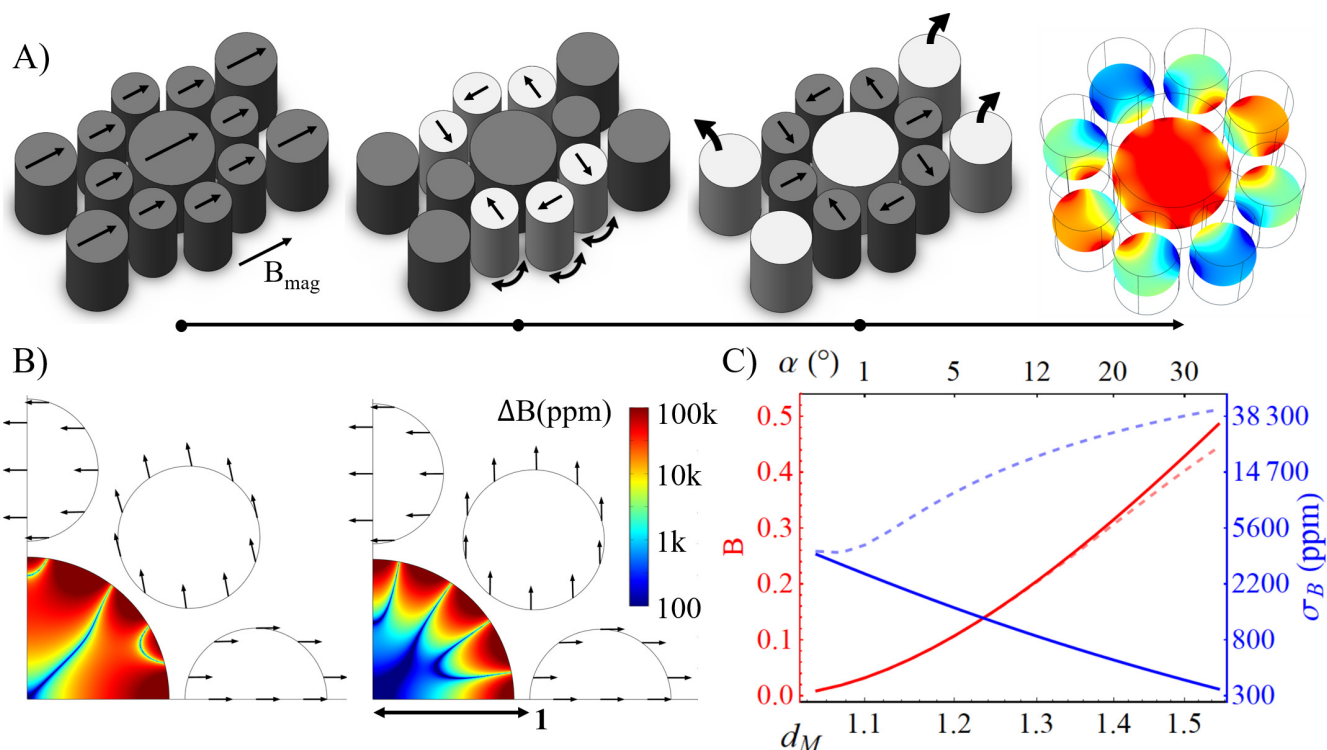 A)
B_mag
B)
ΔB(ppm)
100k
10k
1k
100
1
C)
α (°) 1 5 12 20 30
0.5
0.4
0.3
0.2
0.1
0.0
B
38 300
14 700
5600
2200
800
300
σ_B (ppm)
d_M 1.1 1.2 1.3 1.4 1.5